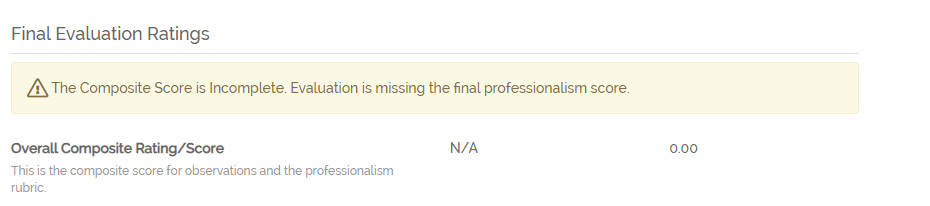 Final Evaluation Ratings
The Composite Score is Incomplete. Evaluation is missing the final professionalism score.
Overall Composite Rating/Score N/A 0.00
This is the composite score for observations and the professionalism
rubric.